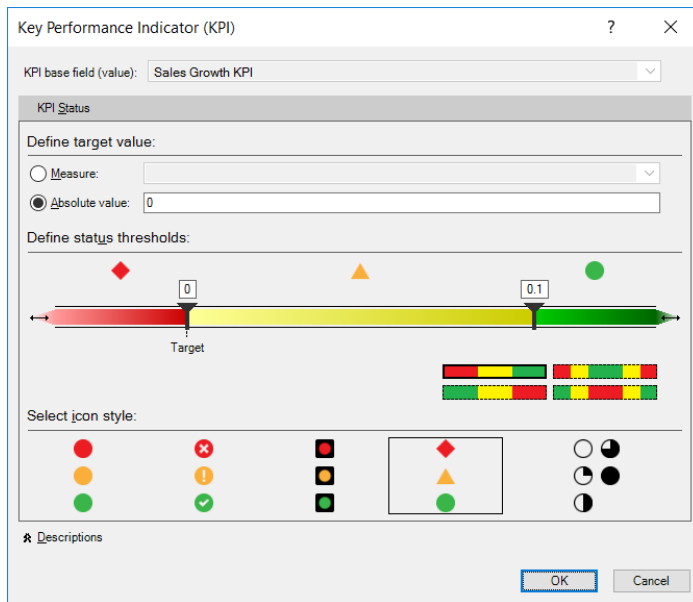 Key Performance Indicator (KPI) ?
KPI base field (value): Sales Growth KPI
KPI Status
Define target value:
Measure:
Absolute value: 0
Define status thresholds:
0 0.1
Target
Select icon style:
Descriptions
OK Cancel